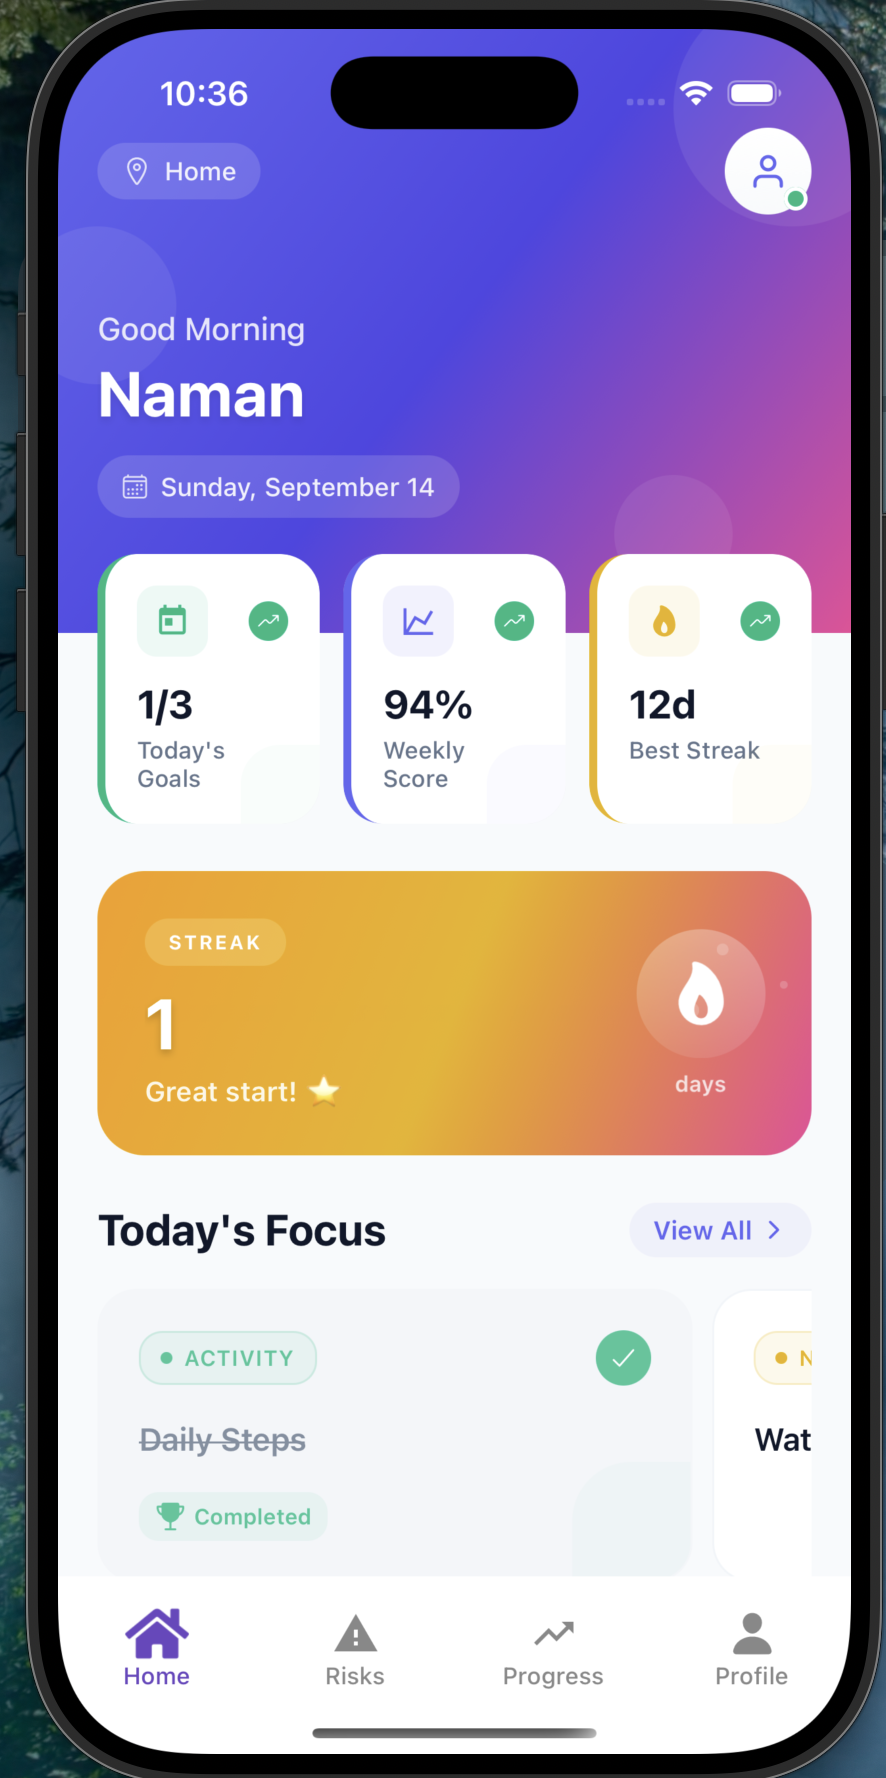 10:36
Home
Good Morning
Naman
Sunday, September 14
1/3
Today's
Goals
94%
Weekly
Score
12d
Best Streak
STREAK
1
Great start! ⭐
days
Today's Focus
View All
ACTIVITY
Daily Steps
Completed
N
Wat
Home
Risks
Progress
Profile